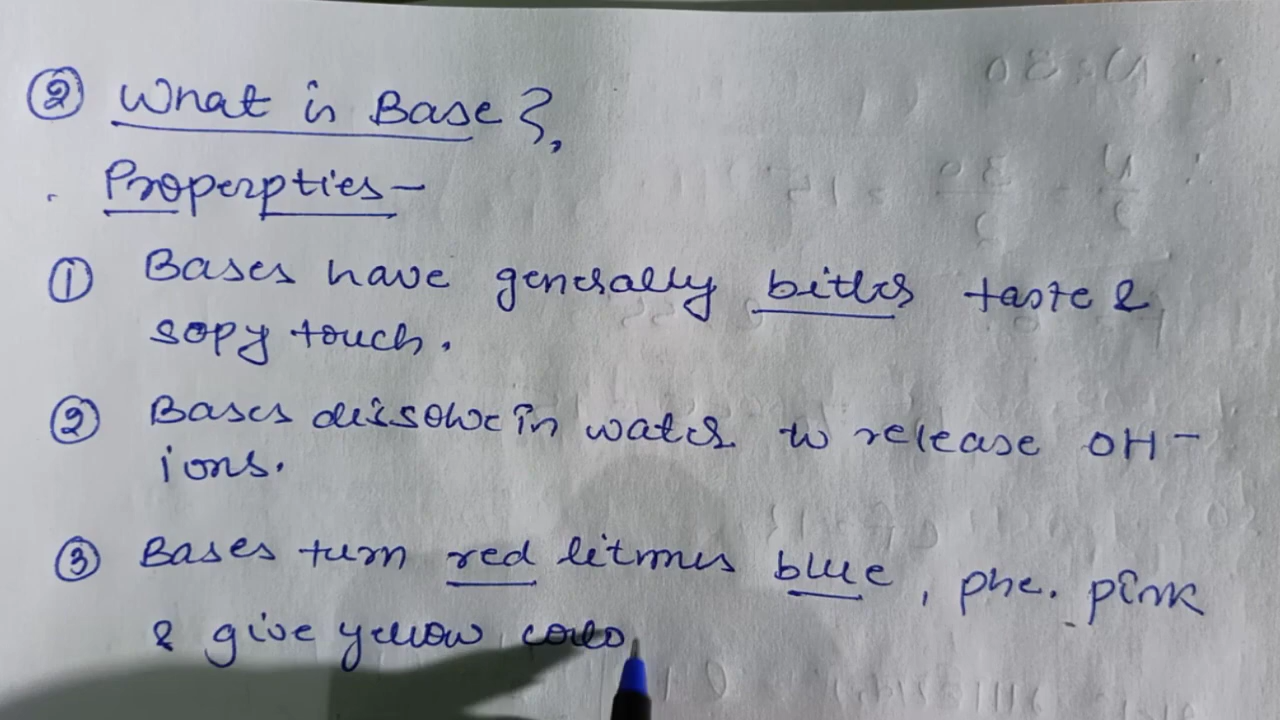 ② What is Base?,
Properpties-
① Bases have generally bitter taste &
sopy touch.
② Bases dissolve in water to release OH-
ions.
③ Bases turn red litmus blue, phe. pink
& give yellow colo